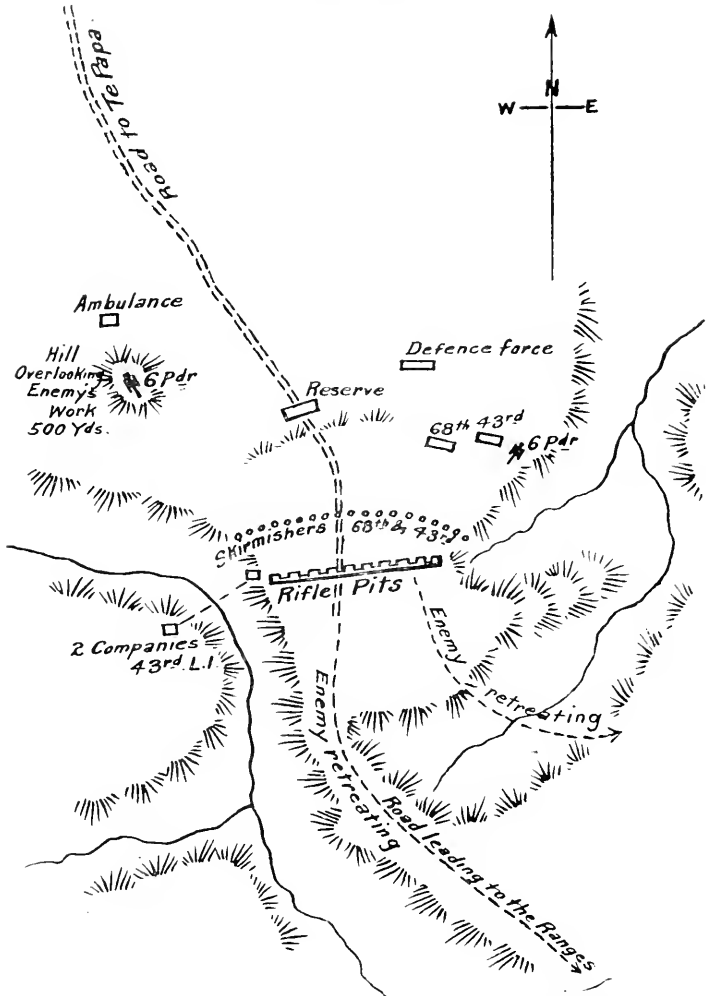 Road to Te Papa
N
W E
Ambulance
Hill
Overlooking
Enemy's
Work
500 Yds.
6 Pdr
Reserve
Defence force
68th 43rd
6 Pdr
Skirmishers 68th & 43rd
Rifle Pits
2 Companies
43rd. L.I.
Enemy
retreating
Enemy retreating
Road leading to the Ranges